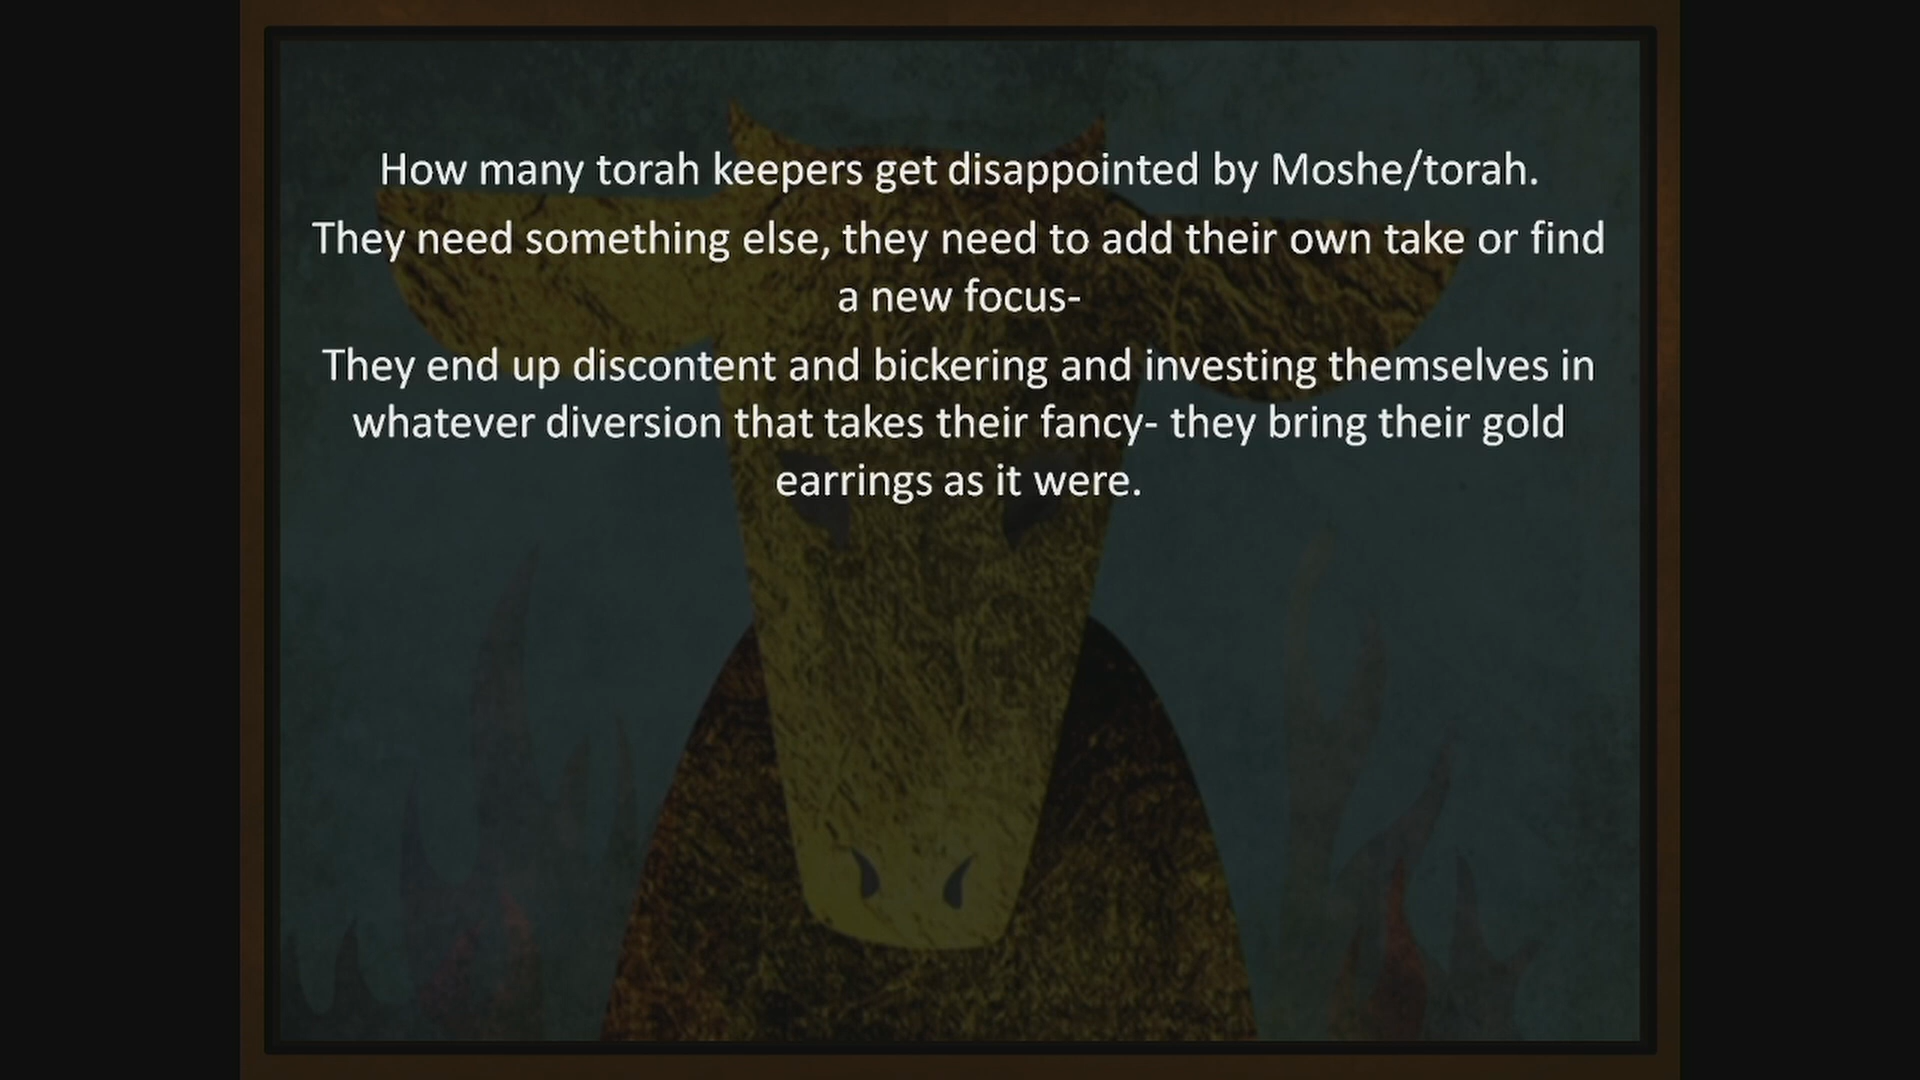 How many torah keepers get disappointed by Moshe/torah.
They need something else, they need to add their own take or find
a new focus-
They end up discontent and bickering and investing themselves in
whatever diversion that takes their fancy- they bring their gold
earrings as it were.